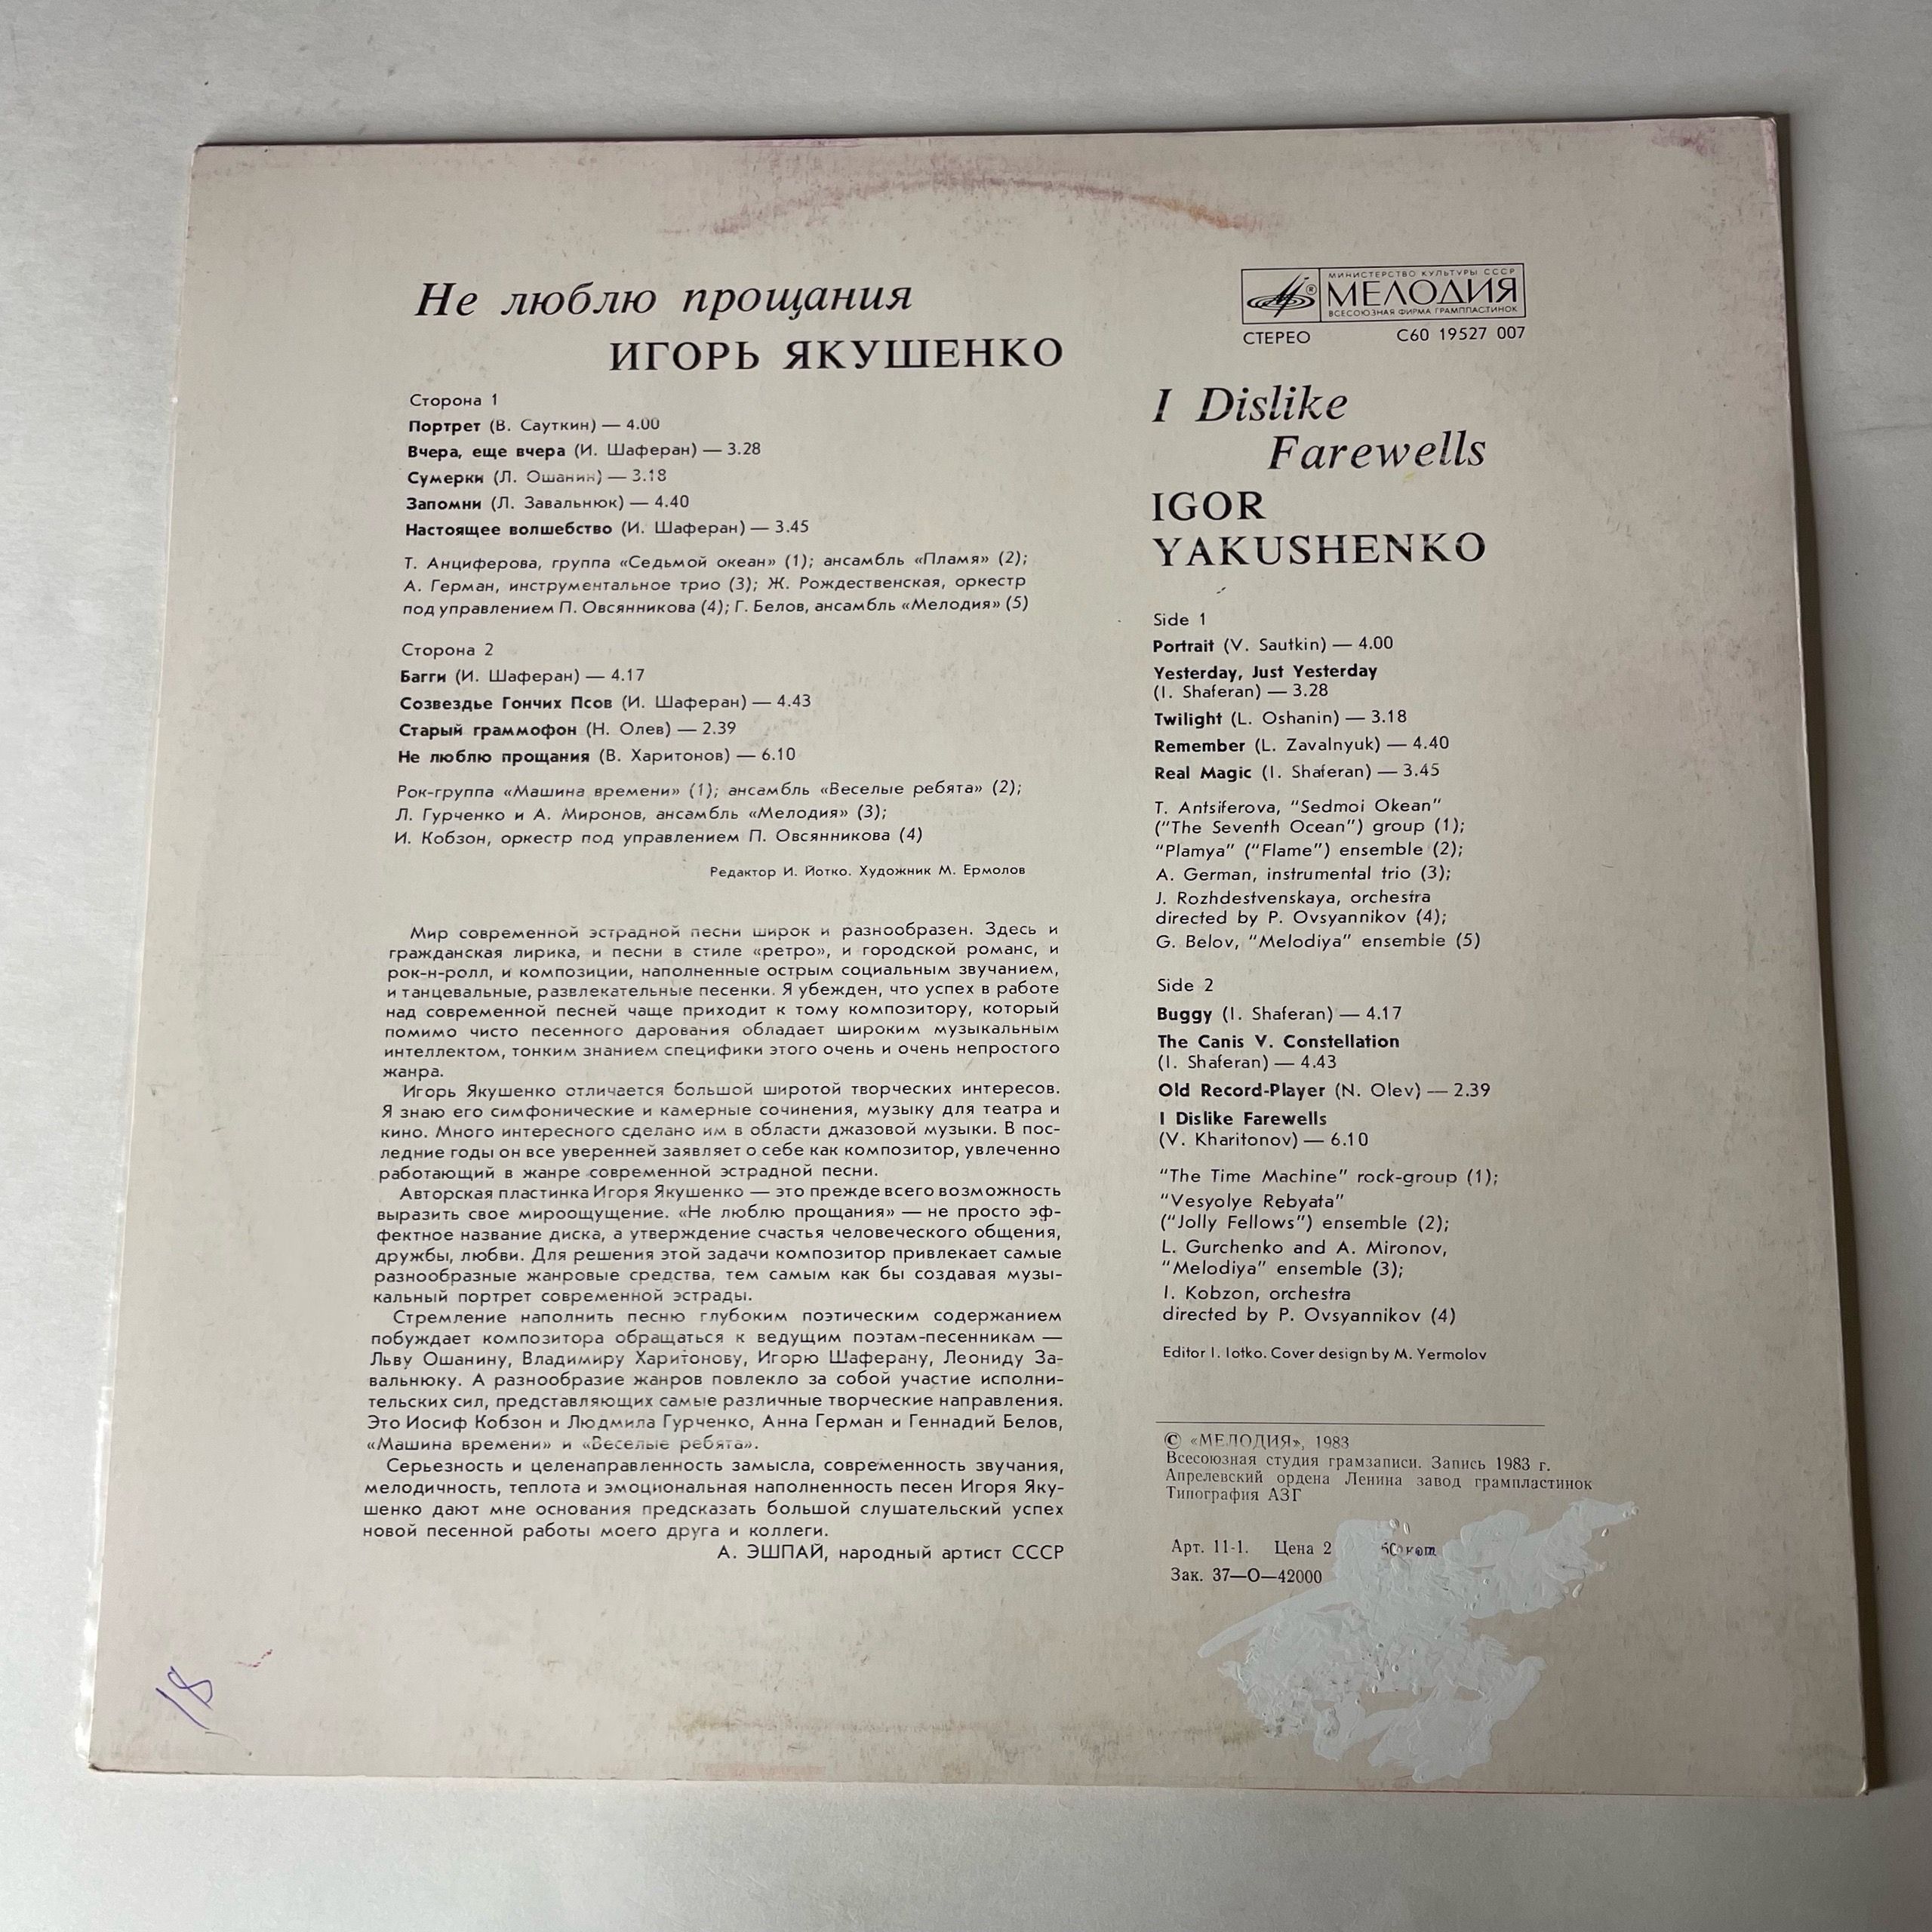 Не люблю прощания
ИГОРЬ ЯКУШЕНКО
Сторона 1
Портрет (В. Сауткин) — 4.00
Вчера, еще вчера (И. Шаферан) — 3.28
Сумерки (Л. Ошанин) — 3.18
Запомни (Л. Завальнюк) — 4.40
Настоящее волшебство (И. Шаферан) — 3.45
Т. Анциферова, группа «Седьмой океан» (1); ансамбль «Пламя» (2);
А. Герман, инструментальное трио (3); Ж. Рождественская, оркестр
под управлением П. Овсянникова (4); Г. Белов, ансамбль «Мелодия» (5)
Сторона 2
Багги (И. Шаферан) — 4.17
Созвездье Гончих Псов (И. Шаферан) — 4.43
Старый граммофон (Н. Олев) — 2.39
Не люблю прощания (В. Харитонов) — 6.10
Рок-группа «Машина времени» (1); ансамбль «Веселые ребята» (2);
Л. Гурченко и А. Миронов, ансамбль «Мелодия» (3);
И. Кобзон, оркестр под управлением П. Овсянникова (4)
Редактор И. Йотко. Художник М. Ермолов
Мир современной эстрадной песни широк и разнообразен. Здесь и
гражданская лирика, и песни в стиле «ретро», и городской романс, и
рок-н-ролл, и композиции, наполненные острым социальным звучанием,
и танцевальные, развлекательные песенки. Я убежден, что успех в работе
над современной песней чаще приходит к тому композитору, который
помимо чисто песенного дарования обладает широким музыкальным
интеллектом, тонким знанием специфики этого очень и очень непростого
жанра.
Игорь Якушенко отличается большой широтой творческих интересов.
Я знаю его симфонические и камерные сочинения, музыку для театра и
кино. Много интересного сделано им в области джазовой музыки. В пос-
ледние годы он все уверенней заявляет о себе как композитор, увлеченно
работающий в жанре современной эстрадной песни.
Авторская пластинка Игоря Якушенко — это прежде всего возможность
выразить свое мироощущение. «Не люблю прощания» — не просто эф-
фектное название диска, а утверждение счастья человеческого общения,
дружбы, любви. Для решения этой задачи композитор привлекает самые
разнообразные жанровые средства, тем самым как бы создавая музы-
кальный портрет современной эстрады.
Стремление наполнить песню глубоким поэтическим содержанием
побуждает композитора обращаться к ведущим поэтам-песенникам —
Льву Ошанину, Владимиру Харитонову, Игорю Шаферану, Леониду За-
вальнюку. А разнообразие жанров повлекло за собой участие исполни-
тельских сил, представляющих самые различные творческие направления.
Это Иосиф Кобзон и Людмила Гурченко, Анна Герман и Геннадий Белов,
«Машина времени» и «Веселые ребята».
Серьезность и целенаправленность замысла, современность звучания,
мелодичность, теплота и эмоциональная наполненность песен Игоря Яку-
шенко дают мне основания предсказать большой слушательский успех
новой песенной работы моего друга и коллеги.
А. ЭШПАЙ, народный артист СССР
18
МИНИСТЕРСТВО КУЛЬТУРЫ СССР
МЕЛОДИЯ
ВСЕСОЮЗНАЯ ФИРМА ГРАМПЛАСТИНОК
СТЕРЕО С60 19527 007
I Dislike
Farewells
IGOR
YAKUSHENKO
Side 1
Portrait (V. Sautkin) — 4.00
Yesterday, Just Yesterday
(I. Shaferan) — 3.28
Twilight (L. Oshanin) — 3.18
Remember (L. Zavalnyuk) — 4.40
Real Magic (I. Shaferan) — 3.45
T. Antsiferova, “Sedmoi Okean”
(“The Seventh Ocean”) group (1);
“Plamya” (“Flame”) ensemble (2);
A. German, instrumental trio (3);
J. Rozhdestvenskaya, orchestra
directed by P. Ovsyannikov (4);
G. Belov, “Melodiya” ensemble (5)
Side 2
Buggy (I. Shaferan) — 4.17
The Canis V. Constellation
(I. Shaferan) — 4.43
Old Record-Player (N. Olev) — 2.39
I Dislike Farewells
(V. Kharitonov) — 6.10
“The Time Machine” rock-group (1);
“Vesyolye Rebyata”
(“Jolly Fellows”) ensemble (2);
L. Gurchenko and A. Mironov,
“Melodiya” ensemble (3);
I. Kobzon, orchestra
directed by P. Ovsyannikov (4)
Editor I. Iotko. Cover design by M. Yermolov
© «МЕЛОДИЯ», 1983
Всесоюзная студия грамзаписи. Запись 1983 г.
Апрелевский ордена Ленина завод грампластинок
Типография АЗГ
Арт. 11-1. Цена 2
Зак. 37—О—42000